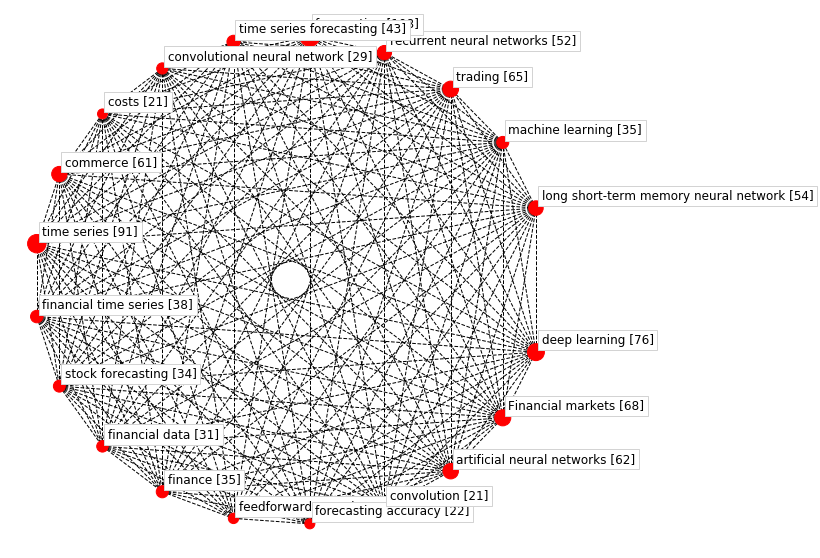 time series forecasting [43]
recurrent neural networks [52]
convolutional neural network [29]
trading [65]
costs [21]
machine learning [35]
commerce [61]
long short-term memory neural network [54]
time series [91]
financial time series [38]
deep learning [76]
stock forecasting [34]
Financial markets [68]
financial data [31]
artificial neural networks [62]
finance [35]
convolution [21]
feedforward
forecasting accuracy [22]